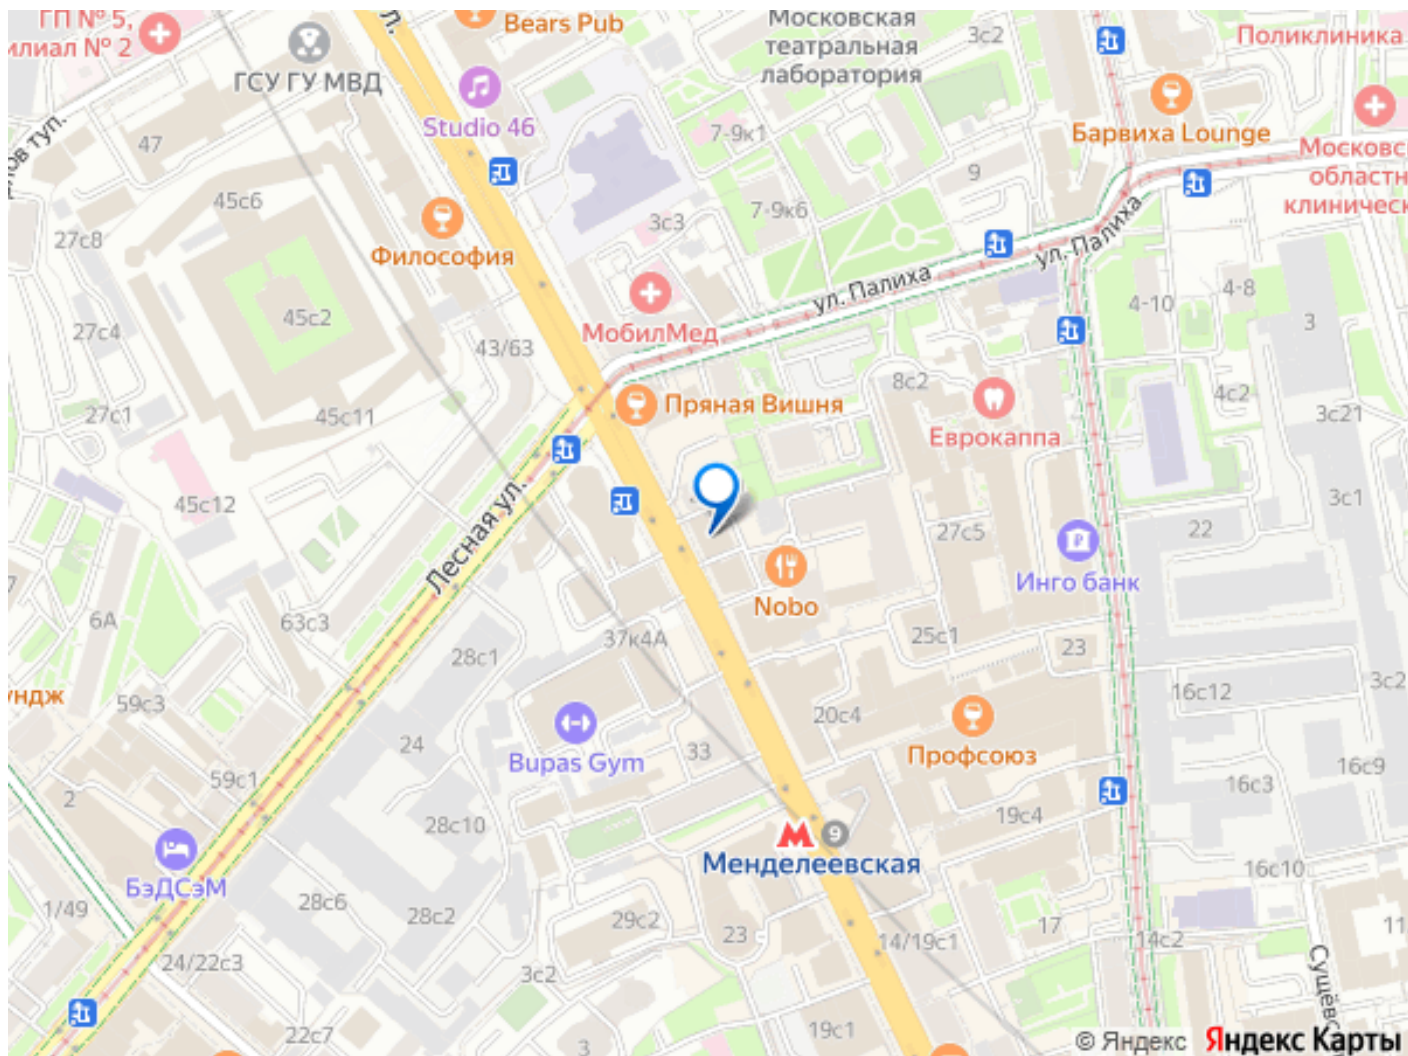 ГП № 5,
илиал № 2
ГСУ ГУ МВД
Bears Pub
Studio 46
Московская
театральная
лаборатория
3с2
Поликлиника
Барвиха Lounge
Московс
областн
клиническ
47
45с6
27с8
Философия
3с3
7-9к1
7-9к6
9
ул. Палиха
ул. Палиха
4-10
4-8
3
45с2
27с4
43/63
МобилМед
8с2
4с2
27с1
45с11
Пряная Вишня
Еврокаппа
3с21
45с12
Лесная ул.
27с5
22
3с1
Инго банк
Nobo
6А
63с3
28с1
37к4А
25с1
23
ундж
59с3
20с4
16с12
3с2
24
33
Bupas Gym
Профсоюз
59с1
2
16с3
16с9
28с10
19с4
9
Менделеевская
БэДСэМ
16с10
1/49
28с6
28с2
29с2
23
17
14/19с1
14с2
11
24/22с3
3с2
Сущёвс
22с7
3
19с1
© Яндекс Яндекс Карты